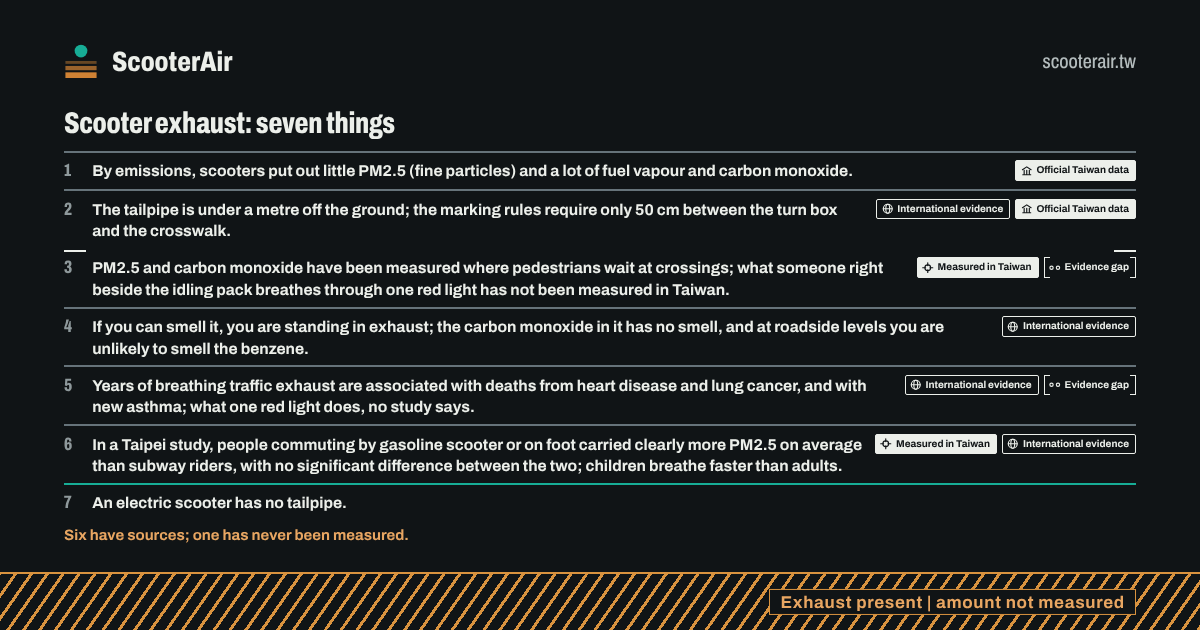 ScooterAir
scooterair.tw
Scooter exhaust: seven things
1 By emissions, scooters put out little PM2.5 (fine particles) and a lot of fuel vapour and carbon monoxide. Official Taiwan data
2 The tailpipe is under a metre off the ground; the marking rules require only 50 cm between the turn box International evidence Official Taiwan data
and the crosswalk.
3 PM2.5 and carbon monoxide have been measured where pedestrians wait at crossings; what someone right Measured in Taiwan Evidence gap
beside the idling pack breathes through one red light has not been measured in Taiwan.
4 If you can smell it, you are standing in exhaust; the carbon monoxide in it has no smell, and at roadside levels you are International evidence
unlikely to smell the benzene.
5 Years of breathing traffic exhaust are associated with deaths from heart disease and lung cancer, and with International evidence Evidence gap
new asthma; what one red light does, no study says.
6 In a Taipei study, people commuting by gasoline scooter or on foot carried clearly more PM2.5 on average Measured in Taiwan International evidence
than subway riders, with no significant difference between the two; children breathe faster than adults.
7 An electric scooter has no tailpipe.
Six have sources; one has never been measured.
Exhaust present | amount not measured